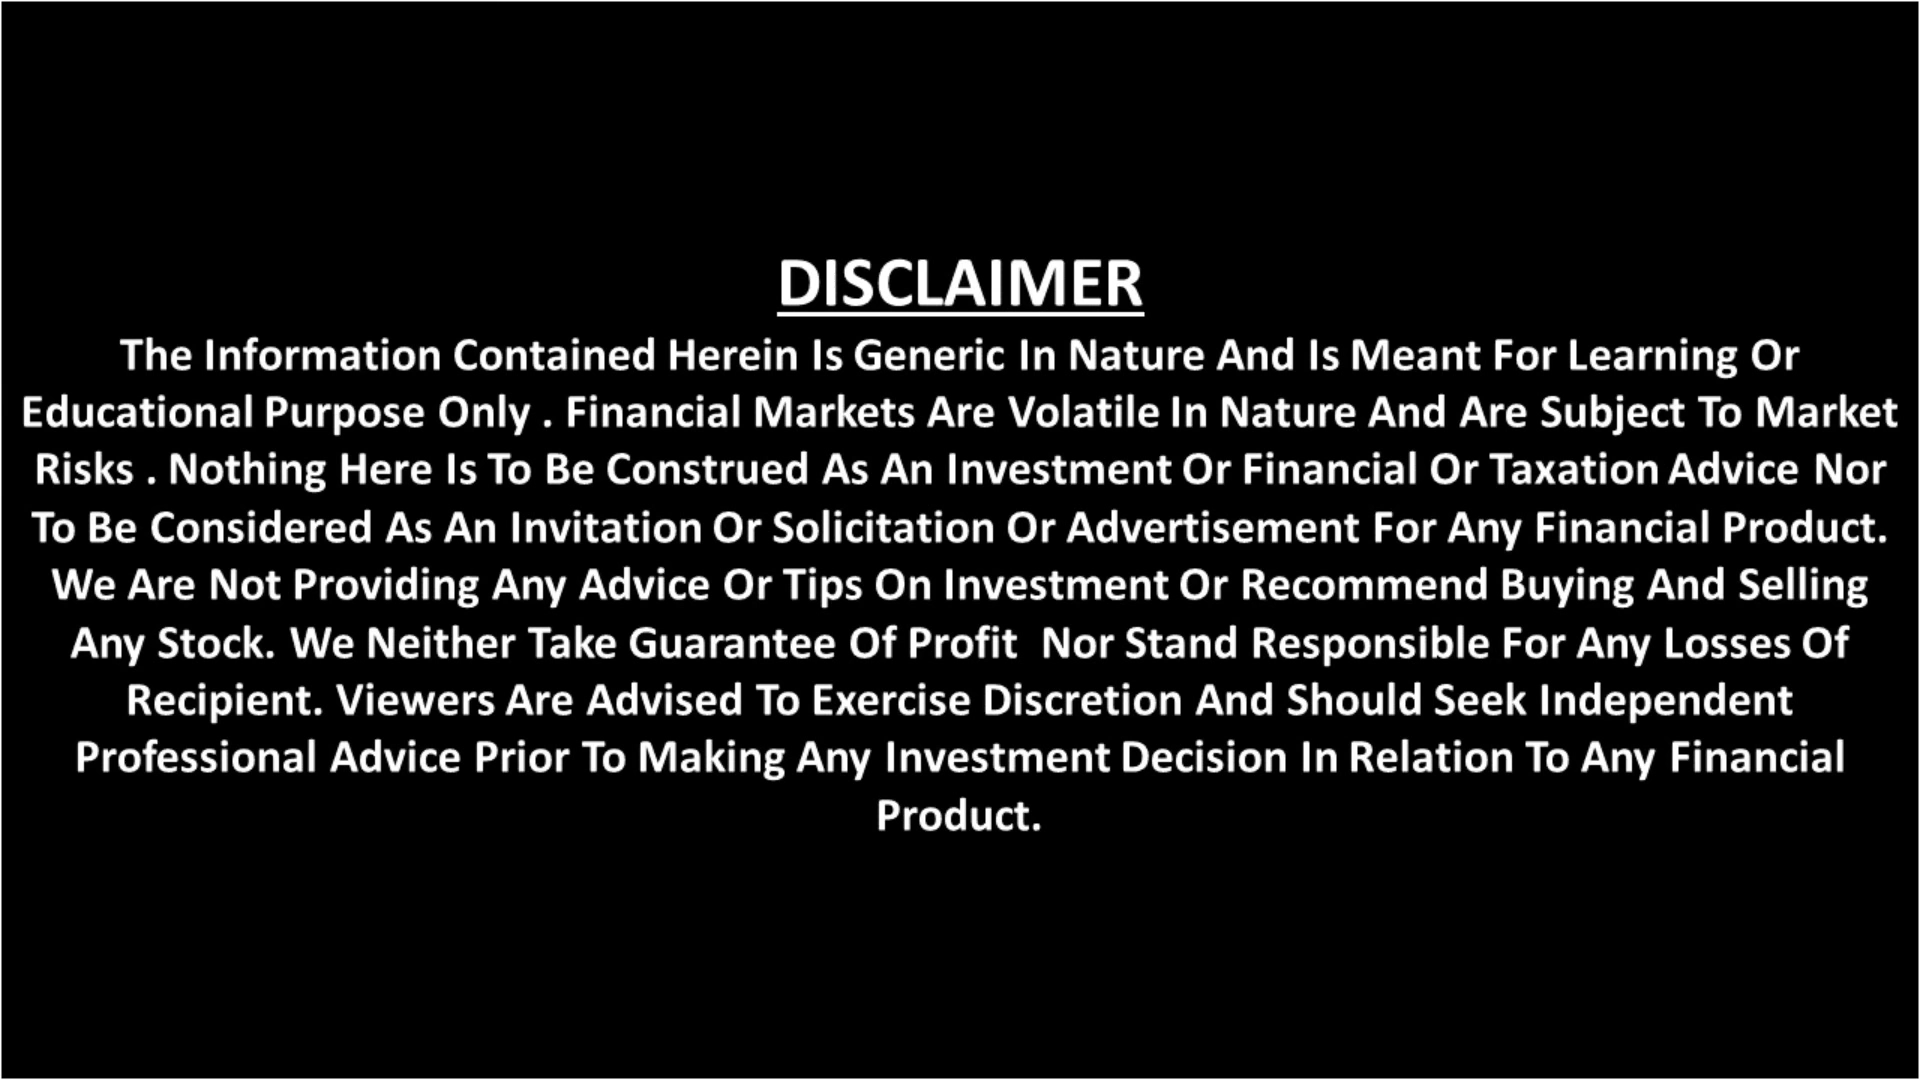 DISCLAIMER
The Information Contained Herein Is Generic In Nature And Is Meant For Learning Or
Educational Purpose Only . Financial Markets Are Volatile In Nature And Are Subject To Market
Risks . Nothing Here Is To Be Construed As An Investment Or Financial Or Taxation Advice Nor
To Be Considered As An Invitation Or Solicitation Or Advertisement For Any Financial Product.
We Are Not Providing Any Advice Or Tips On Investment Or Recommend Buying And Selling
Any Stock. We Neither Take Guarantee Of Profit  Nor Stand Responsible For Any Losses Of
Recipient. Viewers Are Advised To Exercise Discretion And Should Seek Independent
Professional Advice Prior To Making Any Investment Decision In Relation To Any Financial
Product.